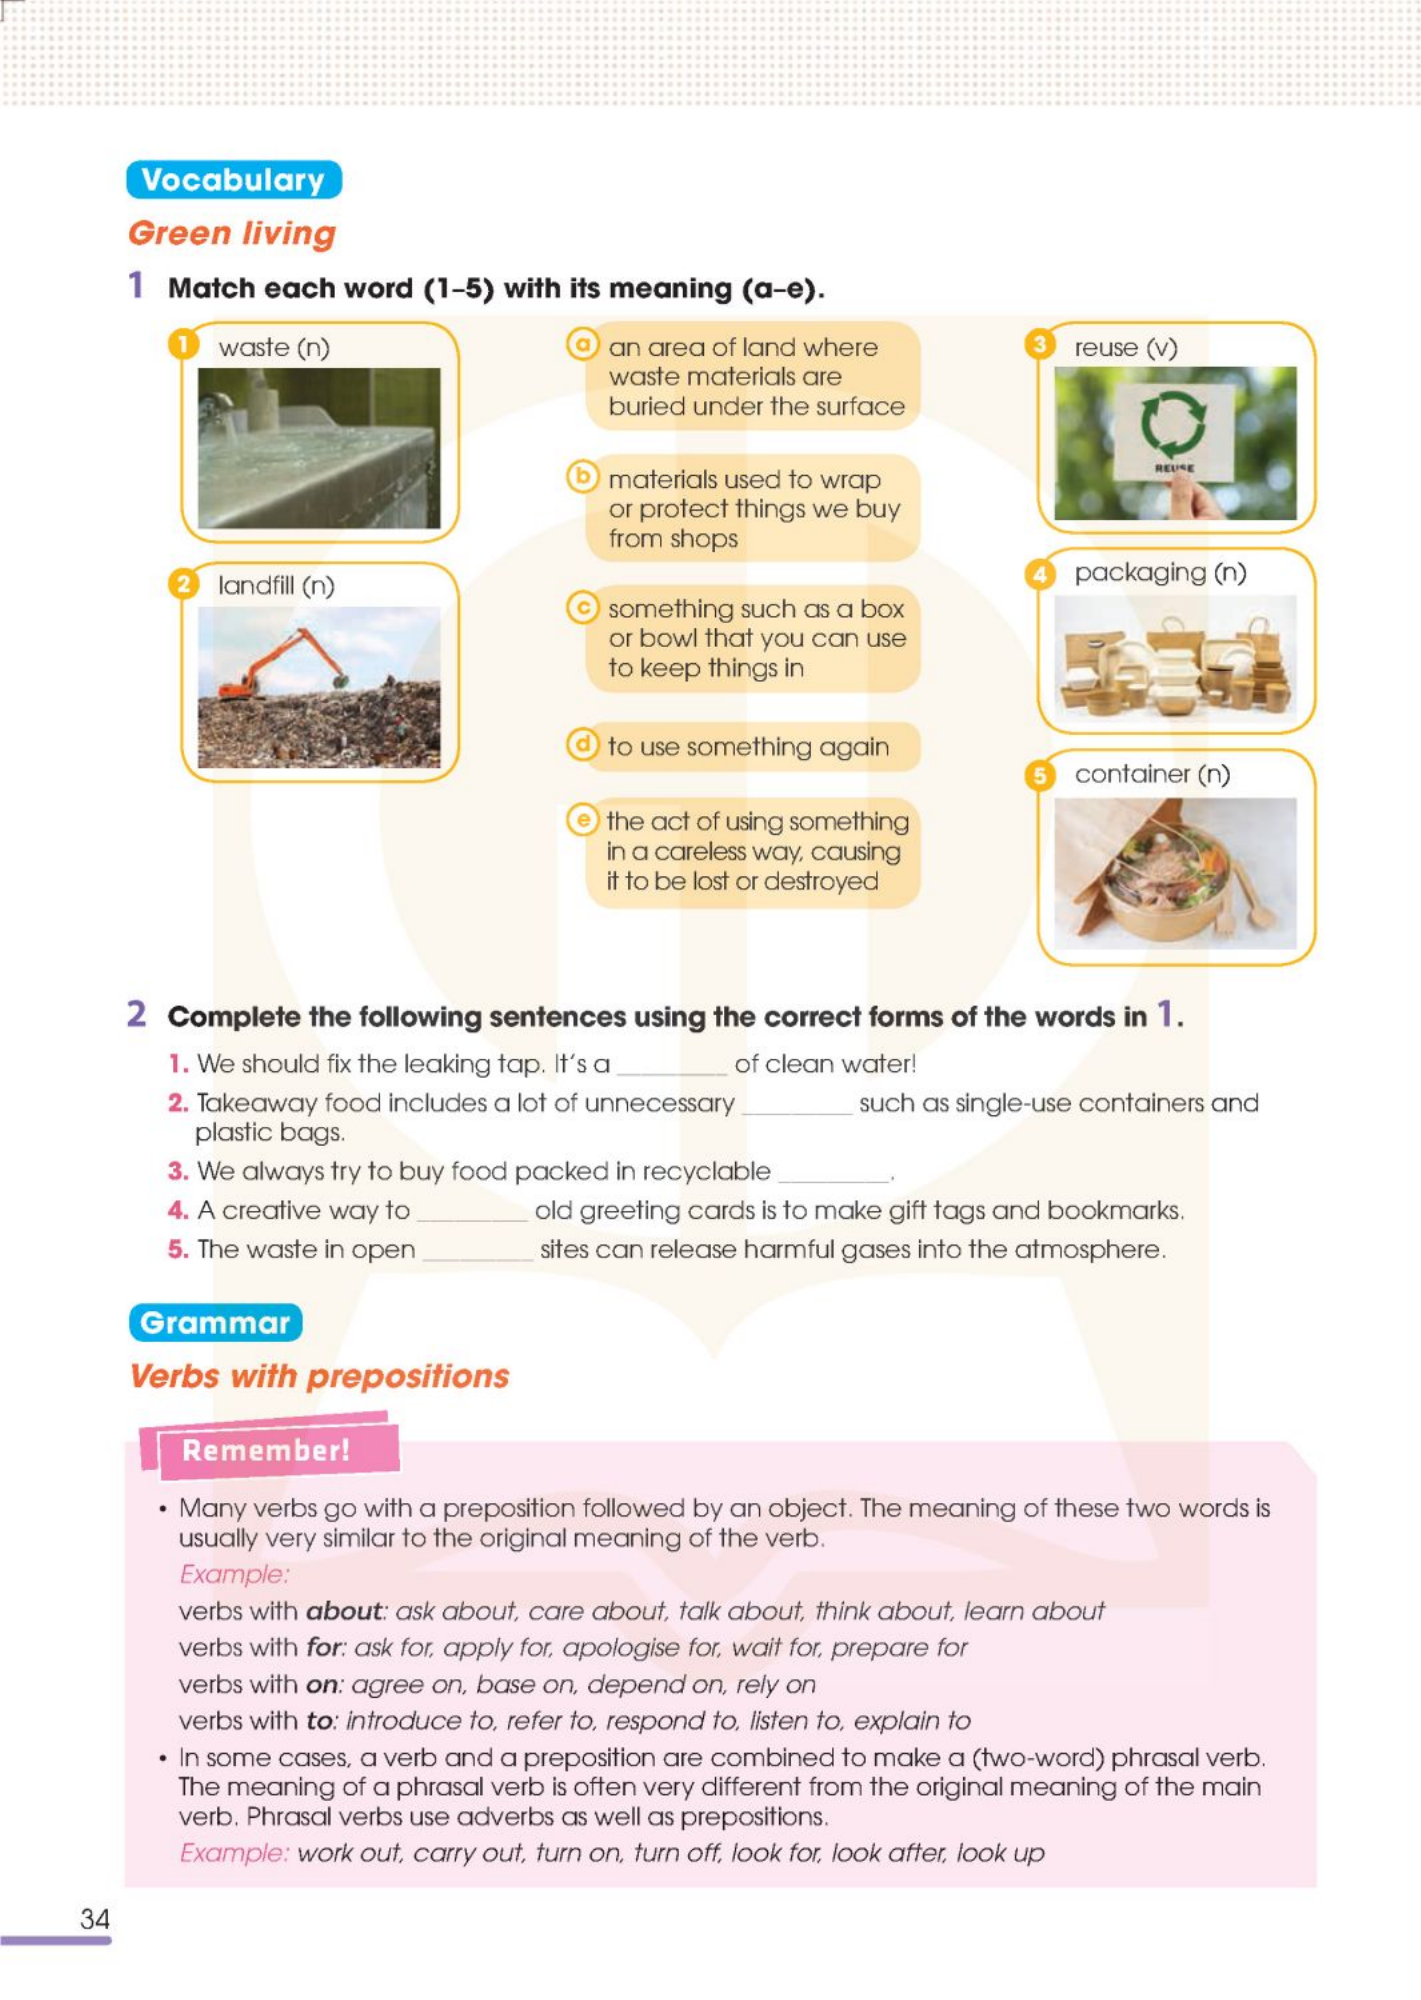 Vocabulary
Green living
1 Match each word (1–5) with its meaning (a–e).
1 waste (n)
2 landfill (n)
a an area of land where
waste materials are
buried under the surface
b materials used to wrap
or protect things we buy
from shops
c something such as a box
or bowl that you can use
to keep things in
d to use something again
e the act of using something
in a careless way, causing
it to be lost or destroyed
3 reuse (v)
REUSE
4 packaging (n)
5 container (n)
2 Complete the following sentences using the correct forms of the words in 1.
1. We should fix the leaking tap. It's a ________ of clean water!
2. Takeaway food includes a lot of unnecessary ________ such as single-use containers and
plastic bags.
3. We always try to buy food packed in recyclable ________.
4. A creative way to ________ old greeting cards is to make gift tags and bookmarks.
5. The waste in open ________ sites can release harmful gases into the atmosphere.
Grammar
Verbs with prepositions
Remember!
• Many verbs go with a preposition followed by an object. The meaning of these two words is
usually very similar to the original meaning of the verb.
Example:
verbs with about: ask about, care about, talk about, think about, learn about
verbs with for: ask for, apply for, apologise for, wait for, prepare for
verbs with on: agree on, base on, depend on, rely on
verbs with to: introduce to, refer to, respond to, listen to, explain to
• In some cases, a verb and a preposition are combined to make a (two-word) phrasal verb.
The meaning of a phrasal verb is often very different from the original meaning of the main
verb. Phrasal verbs use adverbs as well as prepositions.
Example: work out, carry out, turn on, turn off, look for, look after, look up
34